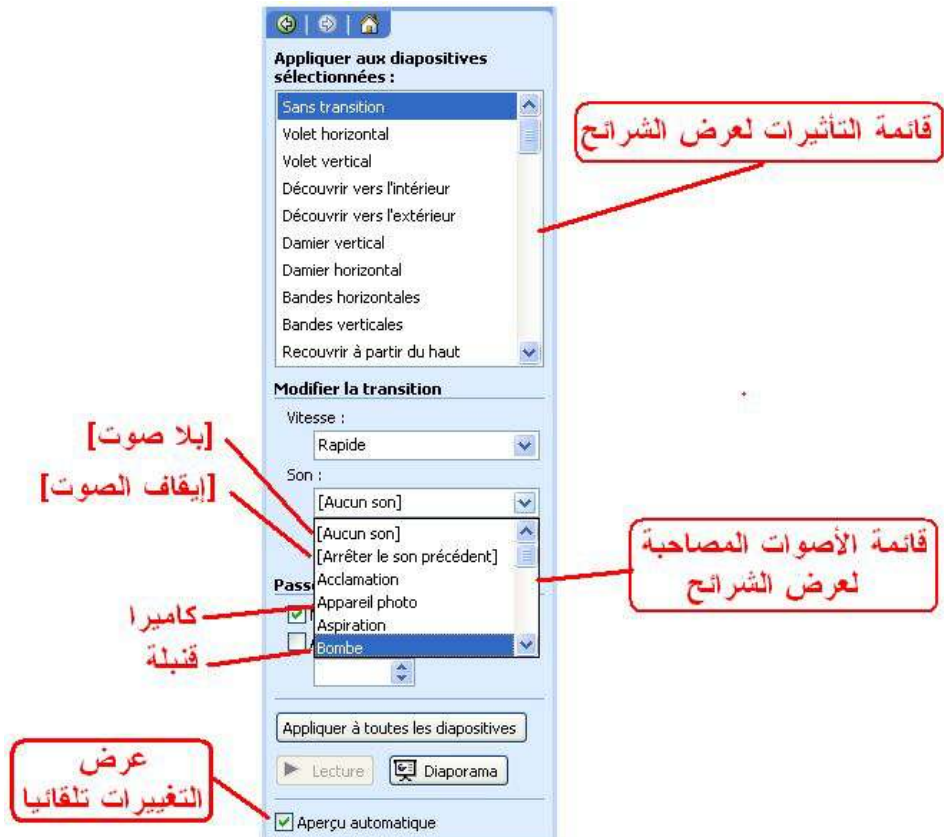 Appliquer aux diapositives
sélectionnées :
Sans transition
قائمة التأثيرات لعرض الشرائح
Volet horizontal
Volet vertical
Découvrir vers l'intérieur
Découvrir vers l'extérieur
Damier vertical
Damier horizontal
Bandes horizontales
Bandes verticales
Recouvrir à partir du haut
Modifier la transition
Vitesse :
[بلا صوت]
Rapide
Son :
[إيقاف الصوت]
[Aucun son]
[Aucun son]
[Arrêter le son précédent]
قائمة الأصوات المصاحبة
لعرض الشرائح
Acclamation
Appareil photo
كاميرا
Aspiration
Bombe
قنبلة
Appliquer à toutes les diapositives
Lecture
Diaporama
عرض
التغييرات تلقائيا
Aperçu automatique